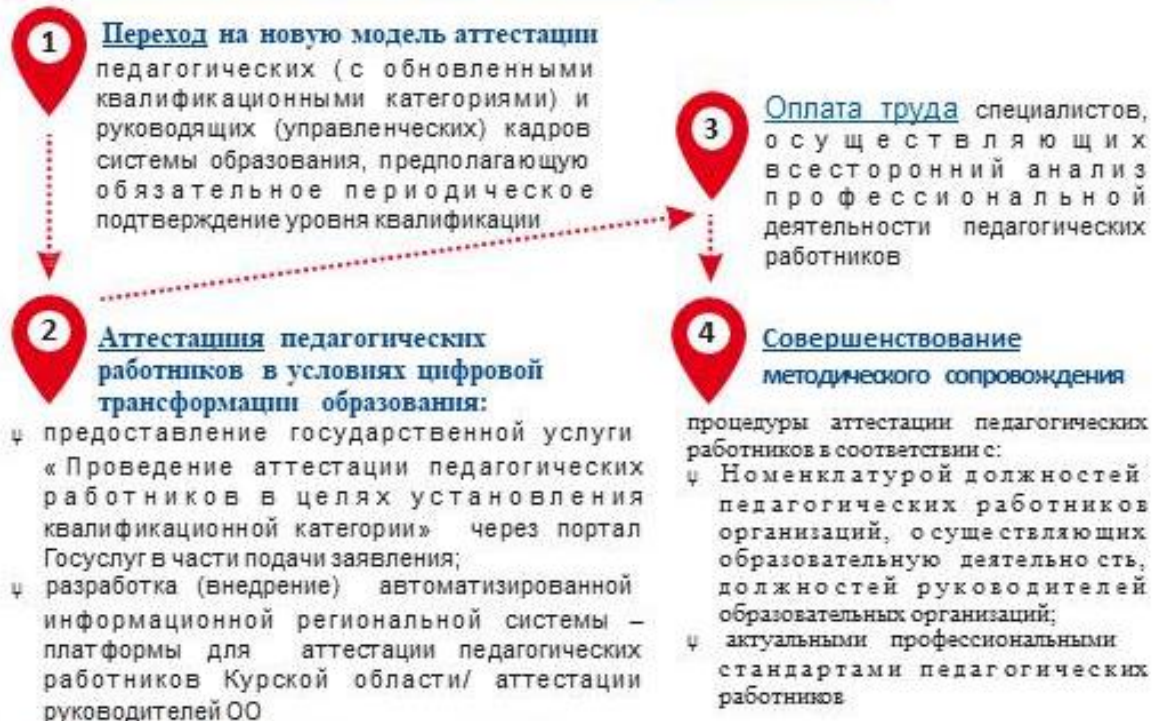 1
Переход на новую модель аттестации
педагогических (с обновленными
квалификационными категориями) и
руководящих (управленческих) кадров
системы образования, предполагающую
обязательное периодическое
подтверждение уровня квалификации
2
Аттестациия педагогических
работников в условиях цифровой
трансформации образования:
ų предоставление государственной услуги
«Проведение аттестации педагогических
работников в целях установления
квалификационной категории» через портал
Госуслуг в части подачи заявления;
ų разработка (внедрение) автоматизированной
информационной региональной системы –
платформы для аттестации педагогических
работников Курской области/ аттестации
руководителей ОО
3
Оплата труда специалистов,
осуществляющих
всесторонний анализ
профессиональной
деятельности педагогических
работников
4
Совершенствование
методического сопровождения
процедуры аттестации педагогических
работников в соответствии с:
ų Номенклатурой должностей
педагогических работников
организаций, осуществляющих
образовательную деятельность,
должностей руководителей
образовательных организаций;
ų актуальными профессиональными
стандартами педагогических
работников